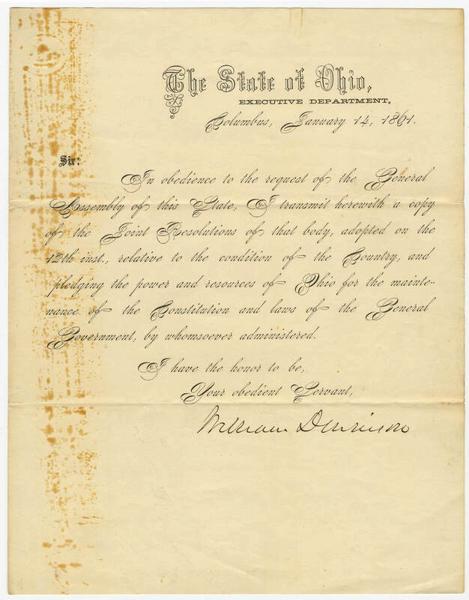 The State of Ohio,
EXECUTIVE DEPARTMENT,
Columbus, January 14, 1861.
Sir:
In obedience to the request of the General
Assembly of this State, I transmit herewith a copy
of the Joint Resolutions of that body, adopted on the
12th inst., relative to the condition of the Country, and
pledging the power and resources of Ohio for the mainte-
nance of the Constitution and laws of the General
Government, by whomsoever administered.
I have the honor to be,
Your obedient Servant,
William Dennison